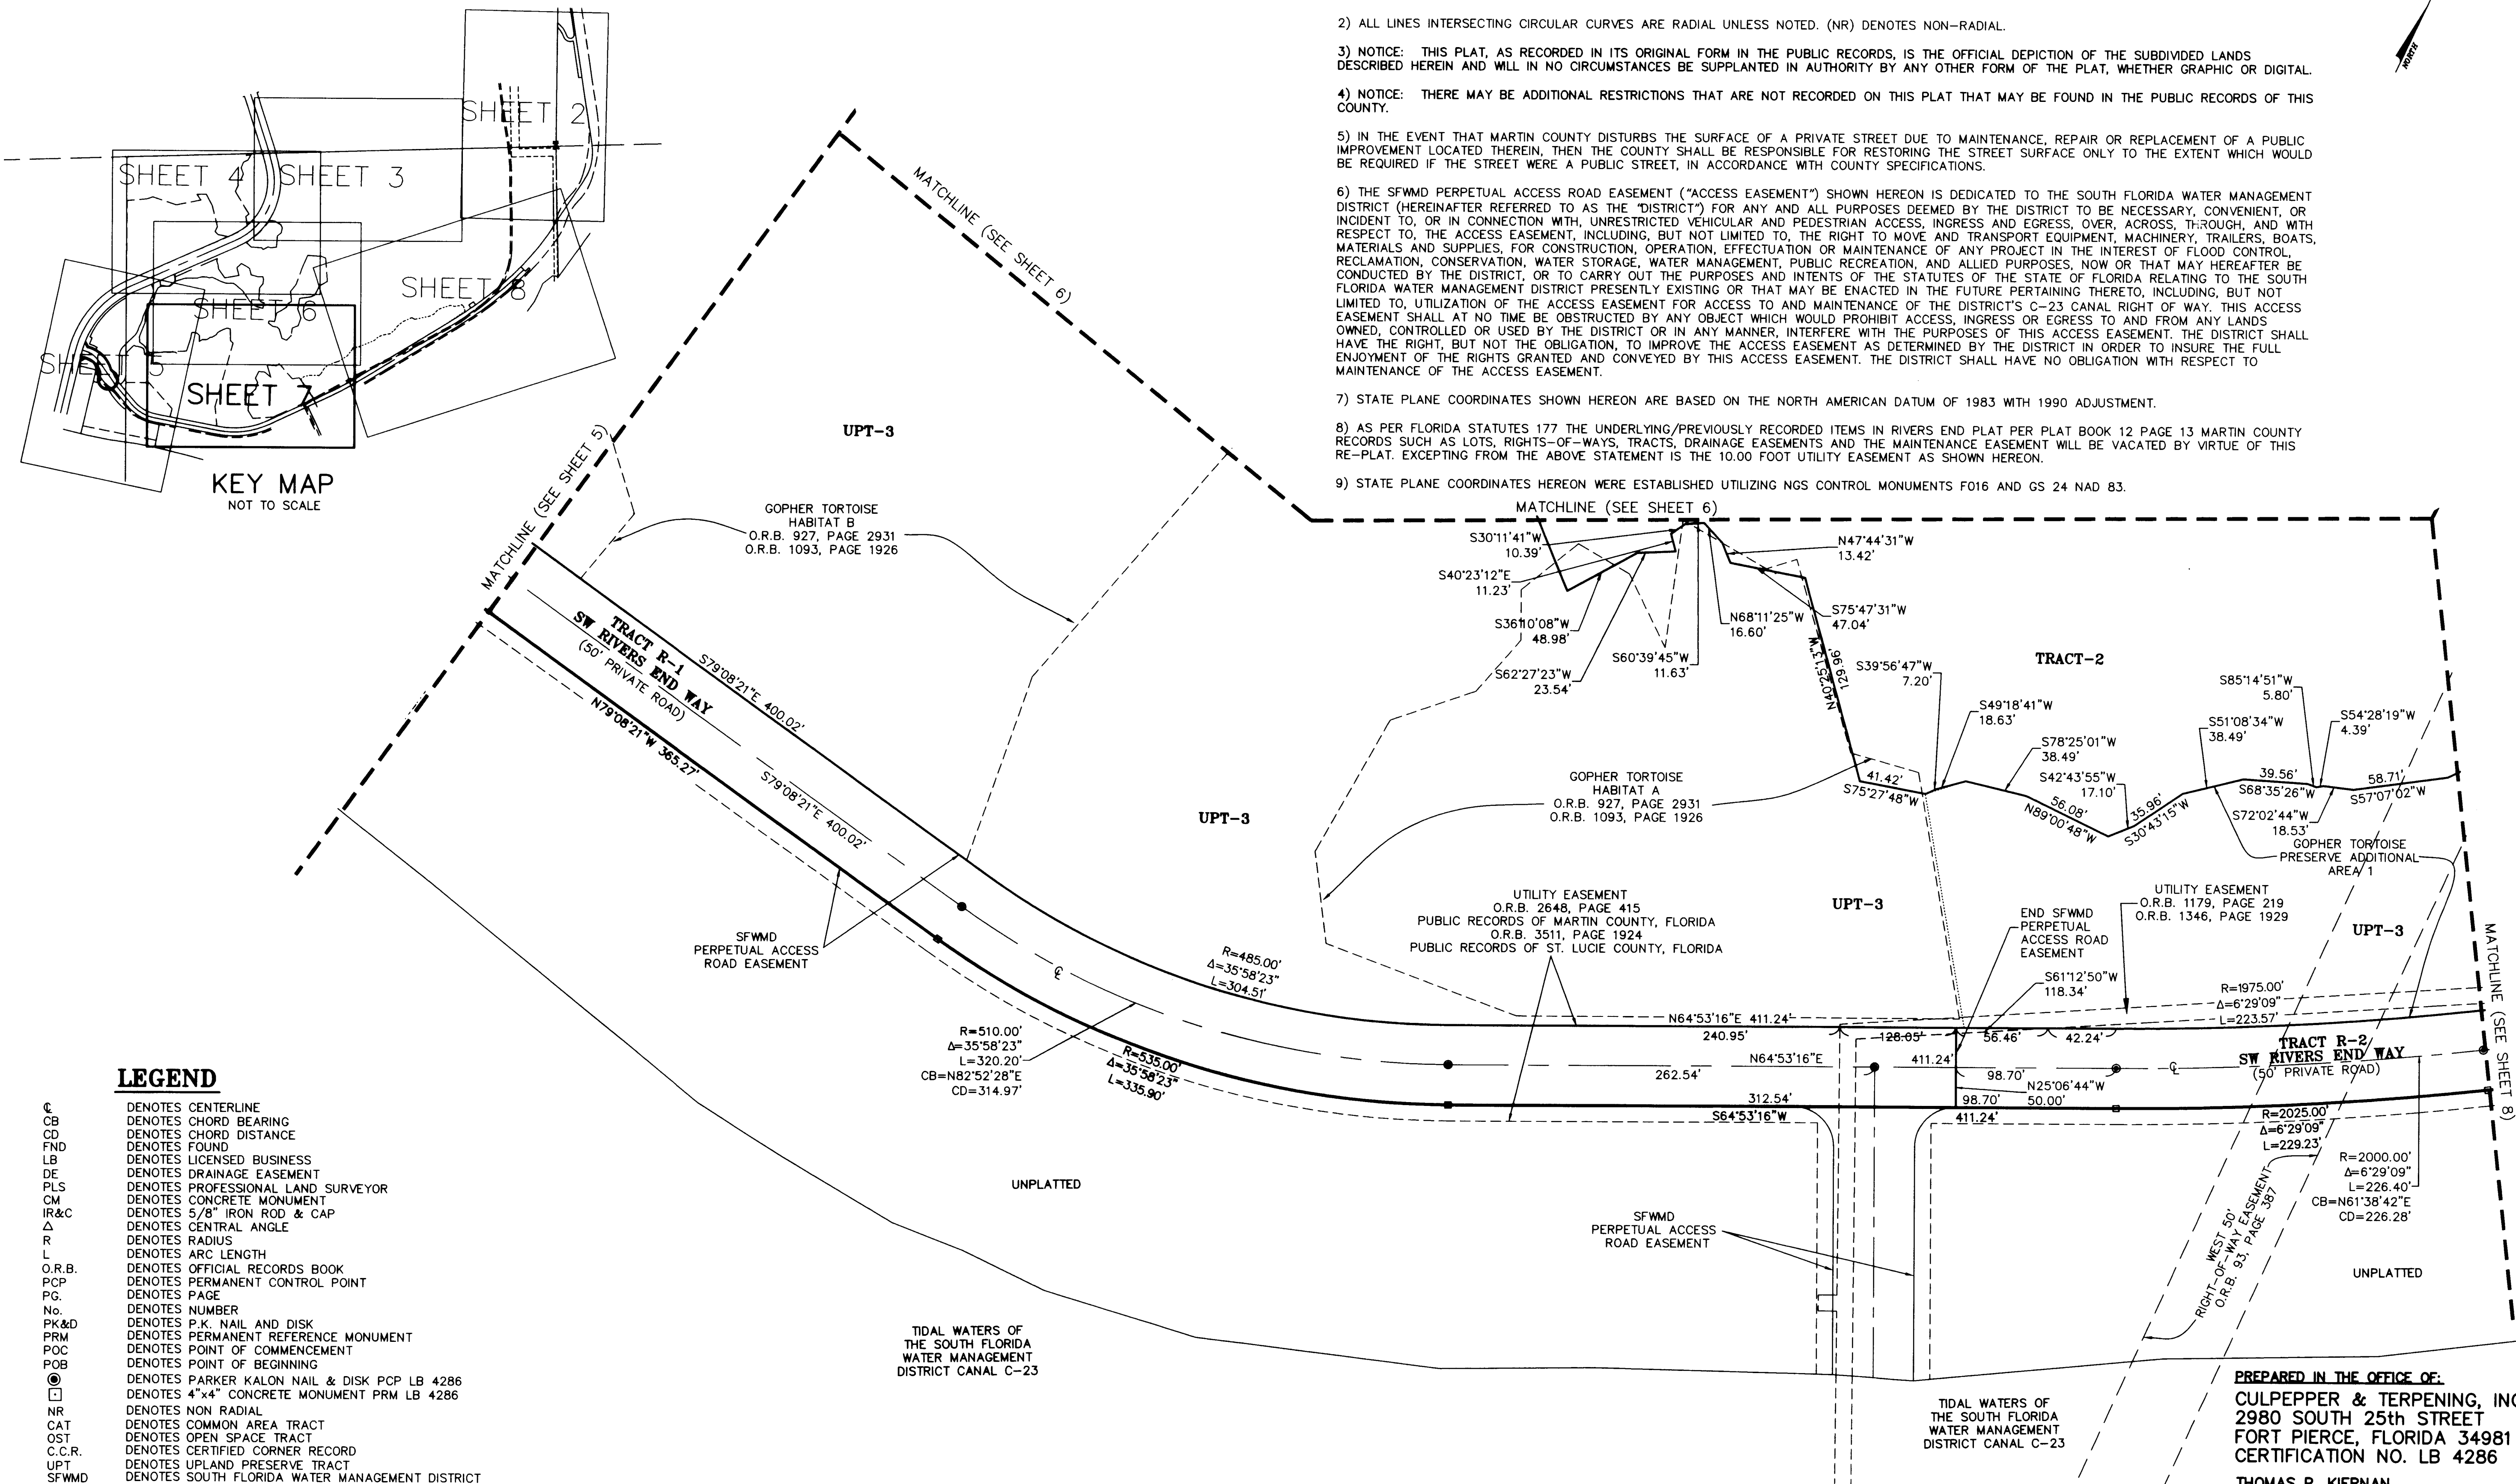 SHEET 2
SHEET 4
SHEET 3
SHEET 6
SHEET 8
SHEET 5
SHEET 7
KEY MAP
NOT TO SCALE
2) ALL LINES INTERSECTING CIRCULAR CURVES ARE RADIAL UNLESS NOTED. (NR) DENOTES NON-RADIAL.
3) NOTICE: THIS PLAT, AS RECORDED IN ITS ORIGINAL FORM IN THE PUBLIC RECORDS, IS THE OFFICIAL DEPICTION OF THE SUBDIVIDED LANDS
DESCRIBED HEREIN AND WILL IN NO CIRCUMSTANCES BE SUPPLANTED IN AUTHORITY BY ANY OTHER FORM OF THE PLAT, WHETHER GRAPHIC OR DIGITAL.
4) NOTICE: THERE MAY BE ADDITIONAL RESTRICTIONS THAT ARE NOT RECORDED ON THIS PLAT THAT MAY BE FOUND IN THE PUBLIC RECORDS OF THIS
COUNTY.
5) IN THE EVENT THAT MARTIN COUNTY DISTURBS THE SURFACE OF A PRIVATE STREET DUE TO MAINTENANCE, REPAIR OR REPLACEMENT OF A PUBLIC
IMPROVEMENT LOCATED THEREIN, THEN THE COUNTY SHALL BE RESPONSIBLE FOR RESTORING THE STREET SURFACE ONLY TO THE EXTENT WHICH WOULD
BE REQUIRED IF THE STREET WERE A PUBLIC STREET, IN ACCORDANCE WITH COUNTY SPECIFICATIONS.
6) THE SFWMD PERPETUAL ACCESS ROAD EASEMENT ("ACCESS EASEMENT") SHOWN HEREON IS DEDICATED TO THE SOUTH FLORIDA WATER MANAGEMENT
DISTRICT (HEREINAFTER REFERRED TO AS THE "DISTRICT") FOR ANY AND ALL PURPOSES DEEMED BY THE DISTRICT TO BE NECESSARY, CONVENIENT, OR
INCIDENT TO, OR IN CONNECTION WITH, UNRESTRICTED VEHICULAR AND PEDESTRIAN ACCESS, INGRESS AND EGRESS, OVER, ACROSS, THROUGH, AND WITH
RESPECT TO, THE ACCESS EASEMENT, INCLUDING, BUT NOT LIMITED TO, THE RIGHT TO MOVE AND TRANSPORT EQUIPMENT, MACHINERY, TRAILERS, BOATS,
MATERIALS AND SUPPLIES, FOR CONSTRUCTION, OPERATION, EFFECTUATION OR MAINTENANCE OF ANY PROJECT IN THE INTEREST OF FLOOD CONTROL,
RECLAMATION, CONSERVATION, WATER STORAGE, WATER MANAGEMENT, PUBLIC RECREATION, AND ALLIED PURPOSES, NOW OR THAT MAY HEREAFTER BE
CONDUCTED BY THE DISTRICT, OR TO CARRY OUT THE PURPOSES AND INTENTS OF THE STATUTES OF THE STATE OF FLORIDA RELATING TO THE SOUTH
FLORIDA WATER MANAGEMENT DISTRICT PRESENTLY EXISTING OR THAT MAY BE ENACTED IN THE FUTURE PERTAINING THERETO, INCLUDING, BUT NOT
LIMITED TO, UTILIZATION OF THE ACCESS EASEMENT FOR ACCESS TO AND MAINTENANCE OF THE DISTRICT'S C-23 CANAL RIGHT OF WAY. THIS ACCESS
EASEMENT SHALL AT NO TIME BE OBSTRUCTED BY ANY OBJECT WHICH WOULD PROHIBIT ACCESS, INGRESS OR EGRESS TO AND FROM ANY LANDS
OWNED, CONTROLLED OR USED BY THE DISTRICT OR IN ANY MANNER, INTERFERE WITH THE PURPOSES OF THIS ACCESS EASEMENT. THE DISTRICT SHALL
HAVE THE RIGHT, BUT NOT THE OBLIGATION, TO IMPROVE THE ACCESS EASEMENT AS DETERMINED BY THE DISTRICT IN ORDER TO INSURE THE FULL
ENJOYMENT OF THE RIGHTS GRANTED AND CONVEYED BY THIS ACCESS EASEMENT. THE DISTRICT SHALL HAVE NO OBLIGATION WITH RESPECT TO
MAINTENANCE OF THE ACCESS EASEMENT.
7) STATE PLANE COORDINATES SHOWN HEREON ARE BASED ON THE NORTH AMERICAN DATUM OF 1983 WITH 1990 ADJUSTMENT.
8) AS PER FLORIDA STATUTES 177 THE UNDERLYING/PREVIOUSLY RECORDED ITEMS IN RIVERS END PLAT PER PLAT BOOK 12 PAGE 13 MARTIN COUNTY
RECORDS SUCH AS LOTS, RIGHTS-OF-WAYS, TRACTS, DRAINAGE EASEMENTS AND THE MAINTENANCE EASEMENT WILL BE VACATED BY VIRTUE OF THIS
RE-PLAT. EXCEPTING FROM THE ABOVE STATEMENT IS THE 10.00 FOOT UTILITY EASEMENT AS SHOWN HEREON.
9) STATE PLANE COORDINATES HEREON WERE ESTABLISHED UTILIZING NGS CONTROL MONUMENTS F016 AND GS 24 NAD 83.
NORTH
MATCHLINE (SEE SHEET 6)
MATCHLINE (SEE SHEET 5)
MATCHLINE (SEE SHEET 6)
UPT-3
GOPHER TORTOISE
HABITAT B
O.R.B. 927, PAGE 2931
O.R.B. 1093, PAGE 1926
TRACT R-1
SW RIVERS END WAY
(50' PRIVATE ROAD)
S79°08'21"E 400.02'
N79°08'21"W 365.27'
S79°08'21"E 400.02'
S30°11'41"W
10.39'
S40°23'12"E
11.23'
S36°10'08"W
48.98'
S62°27'23"W
23.54'
S60°39'45"W
11.63'
N47°44'31"W
13.42'
N68°11'25"W
16.60'
S75°47'31"W
47.04'
N40°25'13"W
129.96'
TRACT-2
S39°56'47"W
7.20'
S49°18'41"W
18.63'
S78°25'01"W
38.49'
S42°43'55"W
17.10'
S51°08'34"W
38.49'
S85°14'51"W
5.80'
S54°28'19"W
4.39'
41.42'
S75°27'48"W
56.08'
N89°00'48"W
35.96'
S30°43'15"W
39.56'
S68°35'26"W
58.71'
S57°07'02"W
S72°02'44"W
18.53'
GOPHER TORTOISE
PRESERVE ADDITIONAL
AREA 1
GOPHER TORTOISE
HABITAT A
O.R.B. 927, PAGE 2931
O.R.B. 1093, PAGE 1926
UPT-3
UPT-3
UPT-3
UTILITY EASEMENT
O.R.B. 2648, PAGE 415
PUBLIC RECORDS OF MARTIN COUNTY, FLORIDA
O.R.B. 3511, PAGE 1924
PUBLIC RECORDS OF ST. LUCIE COUNTY, FLORIDA
END SFWMD
PERPETUAL
ACCESS ROAD
EASEMENT
UTILITY EASEMENT
O.R.B. 1179, PAGE 219
O.R.B. 1346, PAGE 1929
SFWMD
PERPETUAL ACCESS
ROAD EASEMENT
R=485.00'
Δ=35°58'23"
L=304.51'
R=510.00'
Δ=35°58'23"
L=320.20'
CB=N82°52'28"E
CD=314.97'
R=535.00'
Δ=35°58'23"
L=335.90'
S61°12'50"W
118.34'
R=1975.00'
Δ=6°29'09"
L=223.57'
N64°53'16"E 411.24'
240.95'
128.05'
56.46'
42.24'
N64°53'16"E
411.24'
262.54'
98.70'
N25°06'44"W
50.00'
312.54'
98.70'
S64°53'16"W
411.24'
TRACT R-2
SW RIVERS END WAY
(50' PRIVATE ROAD)
R=2025.00'
Δ=6°29'09"
L=229.23'
R=2000.00'
Δ=6°29'09"
L=226.40'
CB=N61°38'42"E
CD=226.28'
MATCHLINE (SEE SHEET 8)
WEST 50'
RIGHT-OF-WAY EASEMENT
O.R.B. 93, PAGE 387
UNPLATTED
UNPLATTED
SFWMD
PERPETUAL ACCESS
ROAD EASEMENT
TIDAL WATERS OF
THE SOUTH FLORIDA
WATER MANAGEMENT
DISTRICT CANAL C-23
TIDAL WATERS OF
THE SOUTH FLORIDA
WATER MANAGEMENT
DISTRICT CANAL C-23
LEGEND
℄ DENOTES CENTERLINE
CB DENOTES CHORD BEARING
CD DENOTES CHORD DISTANCE
FND DENOTES FOUND
LB DENOTES LICENSED BUSINESS
DE DENOTES DRAINAGE EASEMENT
PLS DENOTES PROFESSIONAL LAND SURVEYOR
CM DENOTES CONCRETE MONUMENT
IR&C DENOTES 5/8" IRON ROD & CAP
Δ DENOTES CENTRAL ANGLE
R DENOTES RADIUS
L DENOTES ARC LENGTH
O.R.B. DENOTES OFFICIAL RECORDS BOOK
PCP DENOTES PERMANENT CONTROL POINT
PG. DENOTES PAGE
No. DENOTES NUMBER
PK&D DENOTES P.K. NAIL AND DISK
PRM DENOTES PERMANENT REFERENCE MONUMENT
POC DENOTES POINT OF COMMENCEMENT
POB DENOTES POINT OF BEGINNING
DENOTES PARKER KALON NAIL & DISK PCP LB 4286
DENOTES 4"x4" CONCRETE MONUMENT PRM LB 4286
NR DENOTES NON RADIAL
CAT DENOTES COMMON AREA TRACT
OST DENOTES OPEN SPACE TRACT
C.C.R. DENOTES CERTIFIED CORNER RECORD
UPT DENOTES UPLAND PRESERVE TRACT
SFWMD DENOTES SOUTH FLORIDA WATER MANAGEMENT DISTRICT
PREPARED IN THE OFFICE OF:
CULPEPPER & TERPENING, INC
2980 SOUTH 25th STREET
FORT PIERCE, FLORIDA 34981
CERTIFICATION NO. LB 4286
THOMAS P. KIERNAN